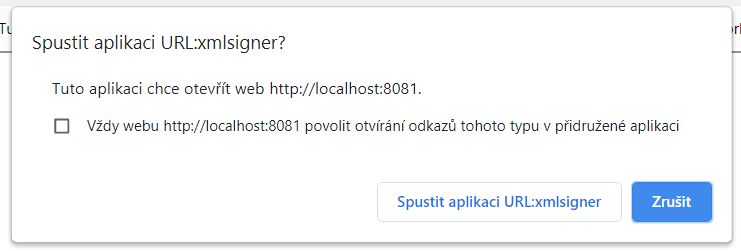 Spustit aplikaci URL:xmlsigner?
Tuto aplikaci chce otevřít web http://localhost:8081.
Vždy webu http://localhost:8081 povolit otvírání odkazů tohoto typu v přidružené aplikaci
Spustit aplikaci URL:xmlsigner
Zrušit